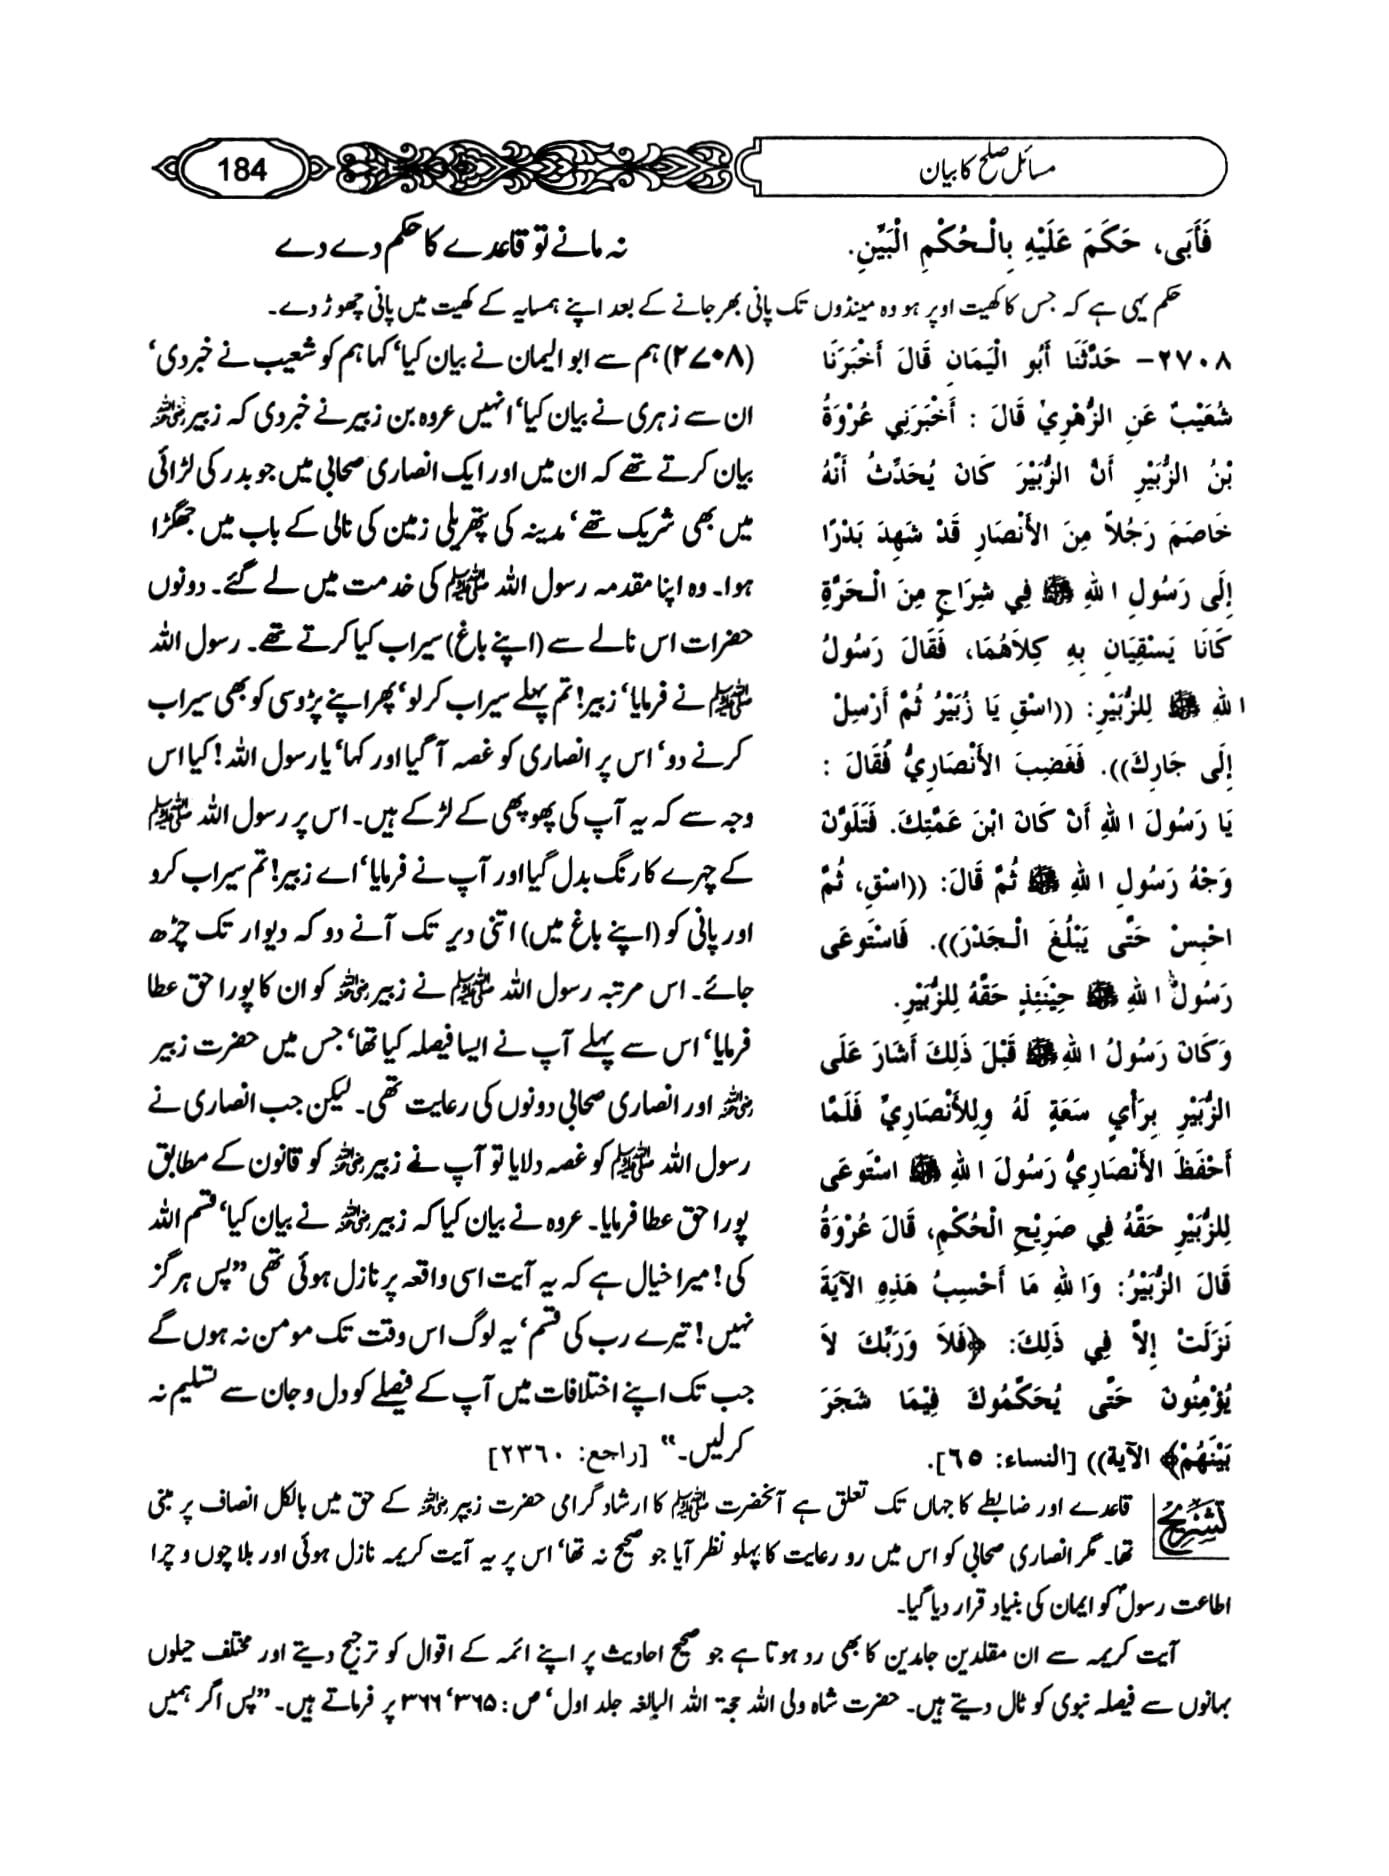 مسائل صلح کا بیان
184
فَأَبَى، حَكَمَ عَلَيْهِ بِالْحُكْمِ الْبَيِّنِ.
نہ مانے تو قاعدے کا حکم دے دے
حکم یہی ہے کہ جس کا کھیت اوپر ہو وہ مینڈوں تک پانی بھر جانے کے بعد اپنے ہمسایہ کے کھیت میں پانی چھوڑ دے۔
٢٧٠٨- حَدَّثَنَا أَبُو الْيَمَانِ قَالَ أَخْبَرَنَا
شُعَيْبٌ عَنِ الزُّهْرِيِّ قَالَ : أَخْبَرَنِي عُرْوَةُ
بْنُ الزُّبَيْرِ أَنَّ الزُّبَيْرَ كَانَ يُحَدِّثُ أَنَّهُ
خَاصَمَ رَجُلاً مِنَ الأَنْصَارِ قَدْ شَهِدَ بَدْرًا
إِلَى رَسُولِ اللهِ ﷺ فِي شِرَاجٍ مِنَ الْحَرَّةِ
كَانَا يَسْقِيَانِ بِهِ كِلاَهُمَا، فَقَالَ رَسُولُ
اللهِ ﷺ لِلزُّبَيْرِ: ((اسْقِ يَا زُبَيْرُ ثُمَّ أَرْسِلْ
إِلَى جَارِكَ)). فَغَضِبَ الأَنْصَارِيُّ فَقَالَ :
يَا رَسُولَ اللهِ أَنْ كَانَ ابْنَ عَمَّتِكَ. فَتَلَوَّنَ
وَجْهُ رَسُولِ اللهِ ﷺ ثُمَّ قَالَ: ((اسْقِ، ثُمَّ
احْبِسْ حَتَّى يَبْلُغَ الْجَدْرَ)). فَاسْتَوعَى
رَسُولُ اللهِ ﷺ حِيْنَئِذٍ حَقَّهُ لِلزُّبَيْرِ.
وَكَانَ رَسُولُ اللهِ ﷺ قَبْلَ ذَلِكَ أَشَارَ عَلَى
الزُّبَيْرِ بِرَأْيٍ سَعَةٍ لَهُ وَلِلأَنْصَارِيِّ فَلَمَّا
أَحْفَظَ الأَنْصَارِيُّ رَسُولَ اللهِ ﷺ اسْتَوعَى
لِلزُّبَيْرِ حَقَّهُ فِي صَرِيْحِ الْحُكْمِ، قَالَ عُرْوَةُ
قَالَ الزُّبَيْرُ: وَاللهِ مَا أَحْسِبُ هَذِهِ الآيَةَ
نَزَلَتْ إِلاَّ فِي ذَلِكَ: ﴿فَلاَ وَرَبِّكَ لاَ
يُؤْمِنُونَ حَتَّى يُحَكِّمُوكَ فِيْمَا شَجَرَ
بَيْنَهُمْ﴾ الآية)) [النساء: ٦٥].
(۲۷۰۸) ہم سے ابوالیمان نے بیان کیا' کہا ہم کو شعیب نے خبر دی'
ان سے زہری نے بیان کیا' انہیں عروہ بن زبیر نے خبر دی کہ زبیر رضی اللہ عنہ
بیان کرتے تھے کہ ان میں اور ایک انصاری صحابی میں جو بدر کی لڑائی
میں بھی شریک تھے' مدینہ کی پتھریلی زمین کی نالی کے باب میں جھگڑا
ہوا۔ وہ اپنا مقدمہ رسول اللہ ﷺ کی خدمت میں لے گئے۔ دونوں
حضرات اس نالے سے (اپنے باغ) سیراب کیا کرتے تھے۔ رسول اللہ
ﷺ نے فرمایا' زبیر! تم پہلے سیراب کر لو' پھر اپنے پڑوسی کو بھی سیراب
کرنے دو' اس پر انصاری کو غصہ آگیا اور کہا' یا رسول اللہ! کیا اس
وجہ سے کہ یہ آپ کی پھوپھی کے لڑکے ہیں۔ اس پر رسول اللہ ﷺ
کے چہرے کا رنگ بدل گیا اور آپ نے فرمایا' اے زبیر! تم سیراب کرو
اور پانی کو (اپنے باغ میں) اتنی دیر تک آنے دو کہ دیوار تک چڑھ
جائے۔ اس مرتبہ رسول اللہ ﷺ نے زبیر رضی اللہ عنہ کو ان کا پورا حق عطا
فرمایا' اس سے پہلے آپ نے ایسا فیصلہ کیا تھا' جس میں حضرت زبیر
رضی اللہ عنہ اور انصاری صحابی دونوں کی رعایت تھی۔ لیکن جب انصاری نے
رسول اللہ ﷺ کو غصہ دلایا تو آپ نے زبیر رضی اللہ عنہ کو قانون کے مطابق
پورا حق عطا فرمایا۔ عروہ نے بیان کیا کہ زبیر رضی اللہ عنہ نے بیان کیا' قسم اللہ
کی! میرا خیال ہے کہ یہ آیت اسی واقعہ پر نازل ہوئی تھی "پس ہرگز
نہیں! تیرے رب کی قسم' یہ لوگ اس وقت تک مومن نہ ہوں گے
جب تک اپنے اختلافات میں آپ کے فیصلے کو دل و جان سے تسلیم نہ
کرلیں۔" [راجع: ٢٣٦٠]
تشریح قاعدے اور ضابطے کا جہاں تک تعلق ہے آنحضرت ﷺ کا ارشاد گرامی حضرت زبیر رضی اللہ عنہ کے حق میں بالکل انصاف پر مبنی
تھا۔ مگر انصاری صحابی کو اس میں رو رعایت کا پہلو نظر آیا جو صحیح نہ تھا' اس پر یہ آیت کریمہ نازل ہوئی اور بلا چوں و چرا
اطاعت رسولؐ کو ایمان کی بنیاد قرار دیا گیا۔
آیت کریمہ سے ان مقلدین جامدین کا بھی رد ہوتا ہے جو صحیح احادیث پر اپنے ائمہ کے اقوال کو ترجیح دیتے اور مختلف حیلوں
بہانوں سے فیصلہ نبوی کو ٹال دیتے ہیں۔ حضرت شاہ ولی اللہ حجۃ اللہ البالغہ جلد اول' ص: ۳۶۵' ۳۶۶ پر فرماتے ہیں۔ "پس اگر ہمیں